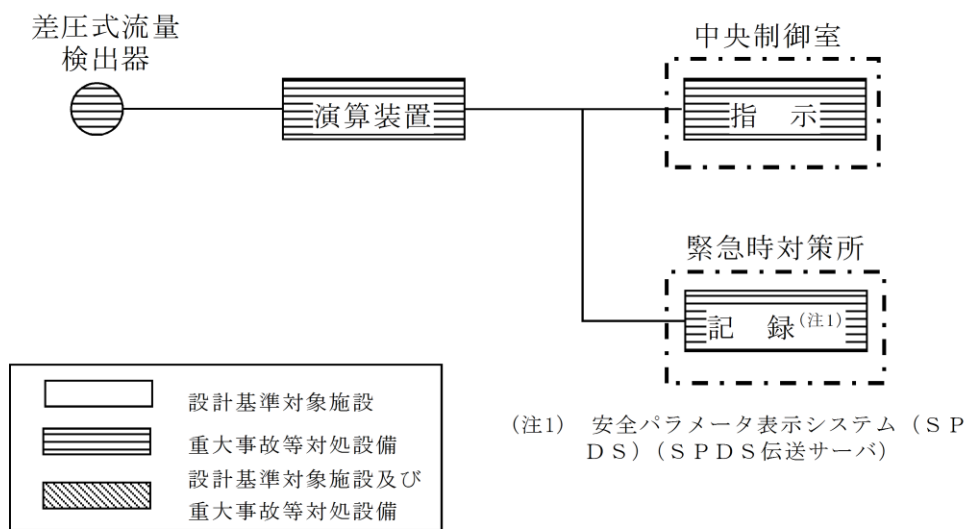 差圧式流量
検出器
演算装置
中央制御室
指　示
緊急時対策所
記　録(注1)
設計基準対象施設
重大事故等対処設備
設計基準対象施設及び
重大事故等対処設備
(注1)　安全パラメータ表示システム（ＳＰ
ＤＳ）（ＳＰＤＳ伝送サーバ）